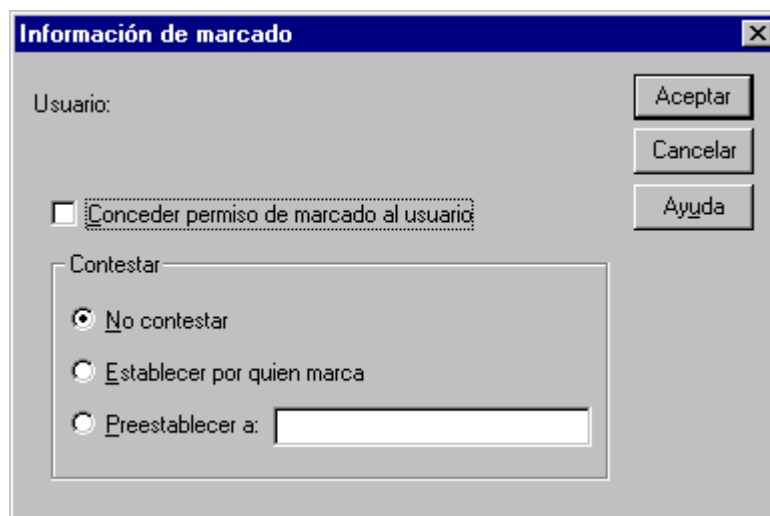 Información de marcado
Usuario:
Aceptar
Cancelar
Ayuda
Conceder permiso de marcado al usuario
Contestar
No contestar
Establecer por quien marca
Preestablecer a: